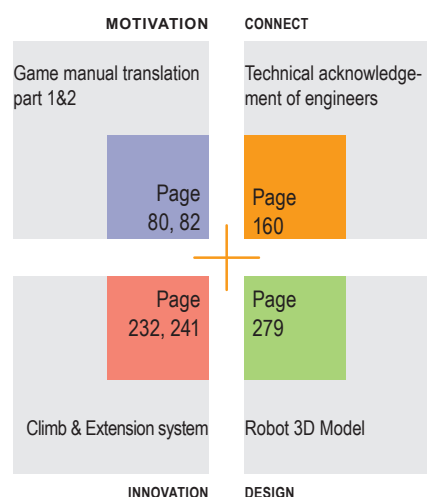 MOTIVATION
CONNECT
Game manual translation
part 1&2
Technical acknowledge-
ment of engineers
Page
80, 82
Page
160
Page
232, 241
Page
279
Climb & Extension system
Robot 3D Model
INNOVATION
DESIGN